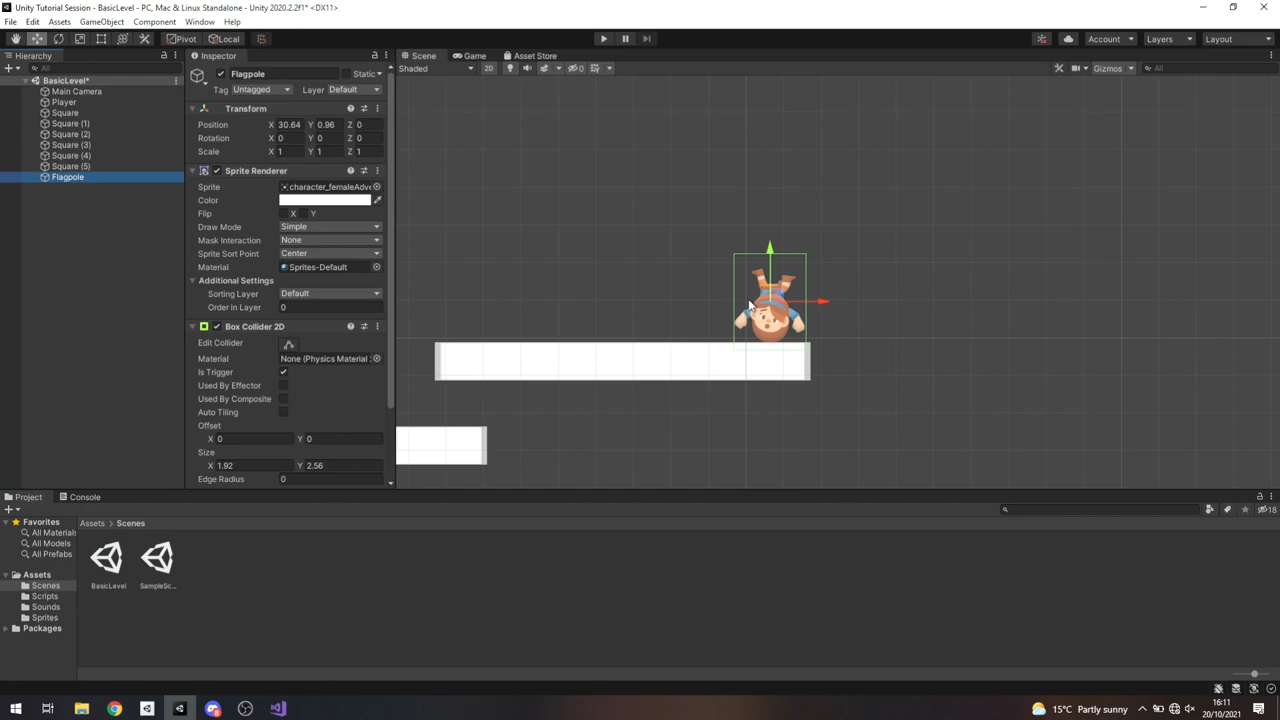 Unity Tutorial Session - BasicLevel - PC, Mac & Linux Standalone - Unity 2020.2.2f1* <DX11>
File Edit Assets GameObject Component Window Help
Pivot Local Account Layers Layout
Hierarchy Inspector Scene Game Asset Store
All
Shaded 2D 0 Gizmos All
BasicLevel*
Main Camera
Player
Square
Square (1)
Square (2)
Square (3)
Square (4)
Square (5)
Flagpole
Flagpole Static
Tag Untagged Layer Default
Transform
Position X 30.64 Y 0.96 Z 0
Rotation X 0 Y 0 Z 0
Scale X 1 Y 1 Z 1
Sprite Renderer
Sprite character_femaleAdve
Color
Flip X Y
Draw Mode Simple
Mask Interaction None
Sprite Sort Point Center
Material Sprites-Default
Additional Settings
Sorting Layer Default
Order in Layer 0
Box Collider 2D
Edit Collider
Material None (Physics Material
Is Trigger
Used By Effector
Used By Composite
Auto Tiling
Offset
X 0 Y 0
Size
X 1.92 Y 2.56
Edge Radius 0
Project Console
18
Favorites
All Materials
All Models
All Prefabs
Assets
Scenes
Scripts
Sounds
Sprites
Packages
Assets > Scenes
BasicLevel SampleSc...
15°C Partly sunny
16:11
20/10/2021